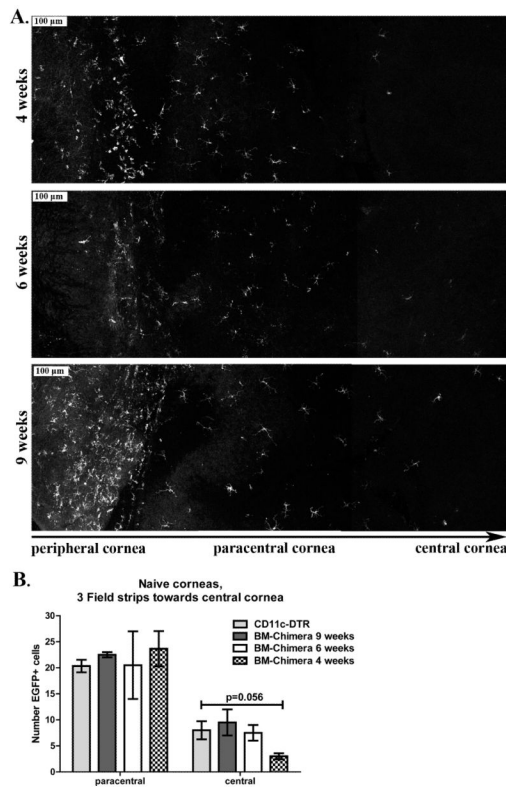 A.
100 µm
4 weeks
100 µm
6 weeks
100 µm
9 weeks
peripheral cornea paracentral cornea central cornea
B.
Naive corneas,
3 Field strips towards central cornea
CD11c-DTR
BM-Chimera 9 weeks
BM-Chimera 6 weeks
BM-Chimera 4 weeks
Number EGFP+ cells
30
25
20
15
10
5
0
p=0.056
paracentral central